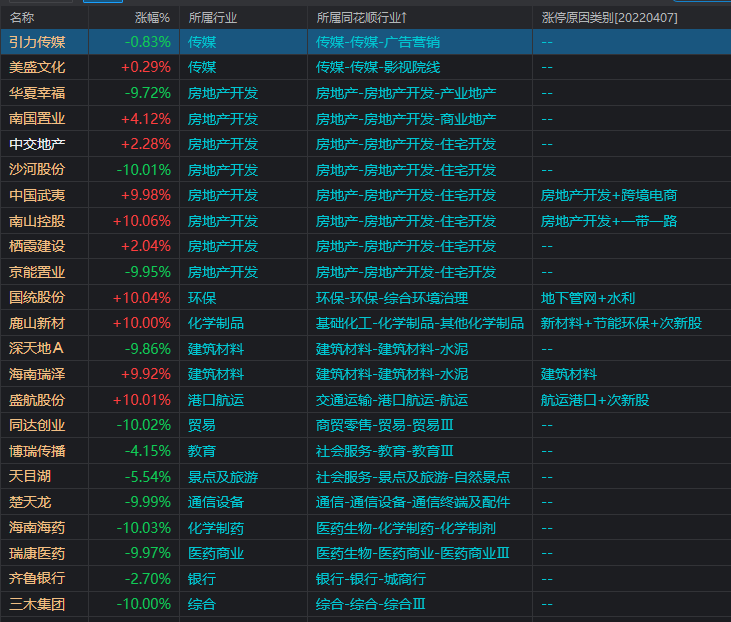 名称 涨幅% 所属行业 所属同花顺行业↑ 涨停原因类别[20220407]
引力传媒 -0.83% 传媒 传媒-传媒-广告营销 --
美盛文化 +0.29% 传媒 传媒-传媒-影视院线 --
华夏幸福 -9.72% 房地产开发 房地产-房地产开发-产业地产 --
南国置业 +4.12% 房地产开发 房地产-房地产开发-商业地产 --
中交地产 +2.28% 房地产开发 房地产-房地产开发-住宅开发 --
沙河股份 -10.01% 房地产开发 房地产-房地产开发-住宅开发 --
中国武夷 +9.98% 房地产开发 房地产-房地产开发-住宅开发 房地产开发+跨境电商
南山控股 +10.06% 房地产开发 房地产-房地产开发-住宅开发 房地产开发+一带一路
栖霞建设 +2.04% 房地产开发 房地产-房地产开发-住宅开发 --
京能置业 -9.95% 房地产开发 房地产-房地产开发-住宅开发 --
国统股份 +10.04% 环保 环保-环保-综合环境治理 地下管网+水利
鹿山新材 +10.00% 化学制品 基础化工-化学制品-其他化学制品 新材料+节能环保+次新股
深天地A -9.86% 建筑材料 建筑材料-建筑材料-水泥 --
海南瑞泽 +9.92% 建筑材料 建筑材料-建筑材料-水泥 建筑材料
盛航股份 +10.01% 港口航运 交通运输-港口航运-航运 航运港口+次新股
同达创业 -10.02% 贸易 商贸零售-贸易-贸易Ⅲ --
博瑞传播 -4.15% 教育 社会服务-教育-教育Ⅲ --
天目湖 -5.54% 景点及旅游 社会服务-景点及旅游-自然景点 --
楚天龙 -9.99% 通信设备 通信-通信设备-通信终端及配件 --
海南海药 -10.03% 化学制药 医药生物-化学制药-化学制剂 --
瑞康医药 -9.97% 医药商业 医药生物-医药商业-医药商业Ⅲ --
齐鲁银行 -2.70% 银行 银行-银行-城商行 --
三木集团 -10.00% 综合 综合-综合-综合Ⅲ --